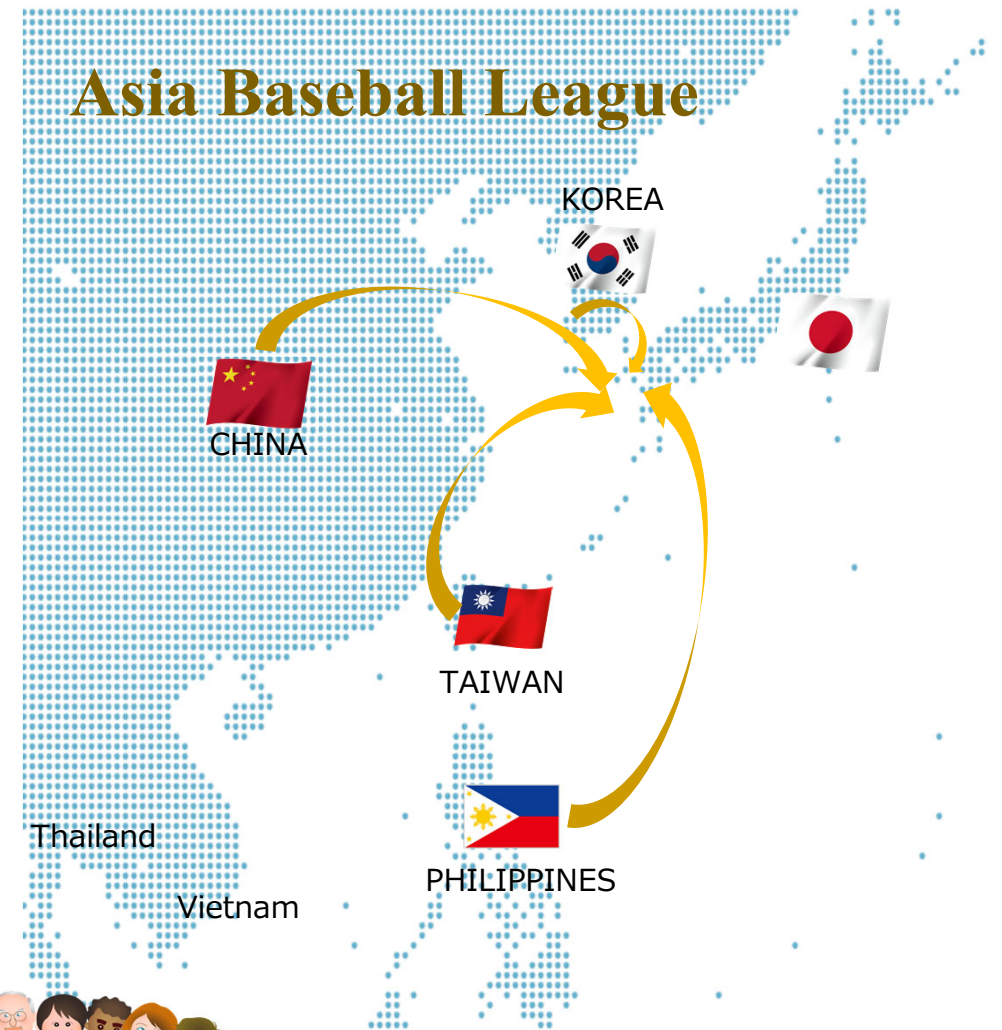 Asia Baseball League
KOREA
CHINA
TAIWAN
Thailand
PHILIPPINES
Vietnam